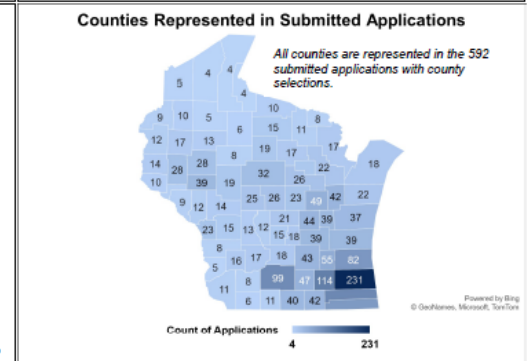 Counties Represented in Submitted Applications
All counties are represented in the 592
submitted applications with county
selections.
5 4 4
4
9 10 5 10
6 15 11 8
12 17 13 17
8 19 17
14 28 28 22 18
10 39 19 32 26
9 12 14 25 26 23 49 42 22
23 15 13 12 21 44 39 37
8 15 18 39 39
5 16 17 18 43 55 82
11 8 99 47 114 231
6 11 40 42
Powered by Bing
© GeoNames, Microsoft, TomTom
Count of Applications
4 231